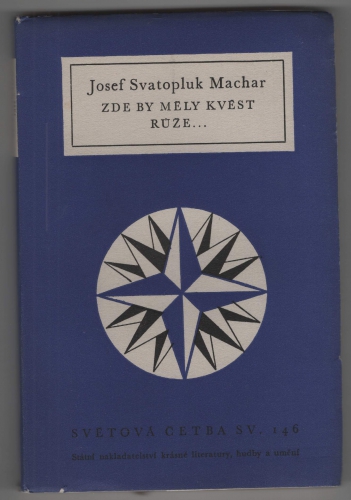 Josef Svatopluk Machar
ZDE BY MĚLY KVÉST
RŮŽE...
SVĚTOVÁ ČETBA SV. 146
Státní nakladatelství krásné literatury, hudby a umění